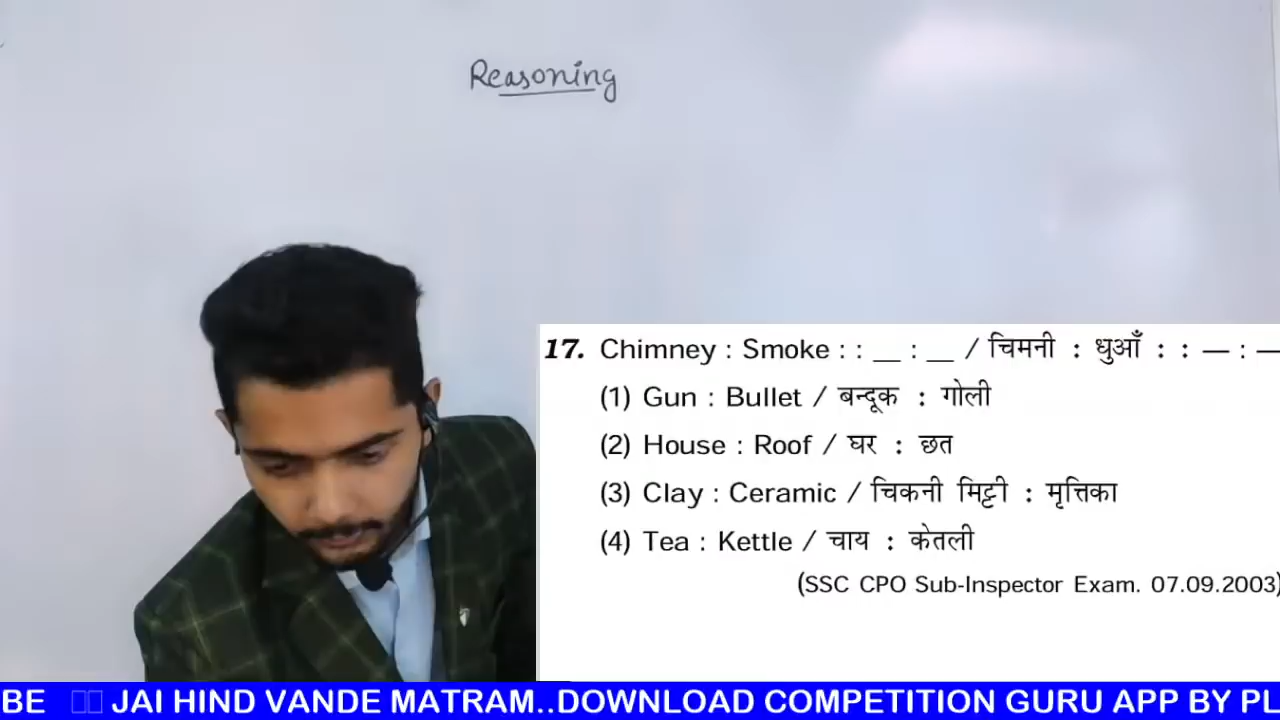 Reasoning
17. Chimney : Smoke : : __ : __ / चिमनी : धुआँ : : — : —
(1) Gun : Bullet / बन्दूक : गोली
(2) House : Roof / घर : छत
(3) Clay : Ceramic / चिकनी मिट्टी : मृत्तिका
(4) Tea : Kettle / चाय : केतली
(SSC CPO Sub-Inspector Exam. 07.09.2003)
BE JAI HIND VANDE MATRAM..DOWNLOAD COMPETITION GURU APP BY PL